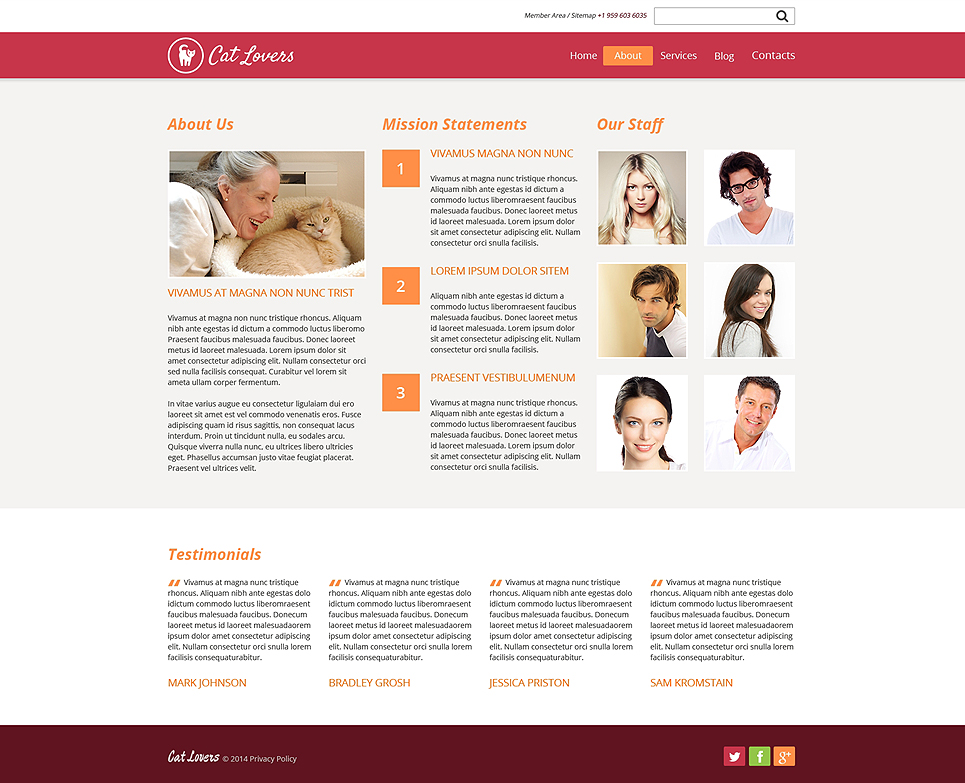 Member Area / Sitemap +1 959 603 6035
Cat Lovers
Home About Services Blog Contacts
About Us
VIVAMUS AT MAGNA NON NUNC TRIST
Vivamus at magna non nunc tristique rhoncus. Aliquam
nibh ante egestas id dictum a commodo luctus liberomo
Praesent faucibus malesuada faucibus. Donec laoreet
metus id laoreet malesuada. Lorem ipsum dolor sit
amet consectetur adipiscing elit. Nullam consectetur orci
sed nulla facilisis consequat. Curabitur vel lorem sit
ameta ullam corper fermentum.
In vitae varius augue eu consectetur ligulaiam dui ero
laoreet sit amet est vel commodo venenatis eros. Fusce
adipiscing quam id risus sagittis, non consequat lacus
interdum. Proin ut tincidunt nulla, eu sodales arcu.
Quisque viverra nulla nunc, eu ultrices libero ultricies
eget. Phasellus accumsan justo vitae feugiat placerat.
Praesent vel ultrices velit.
Mission Statements
1
VIVAMUS MAGNA NON NUNC
Vivamus at magna nunc tristique rhoncus.
Aliquam nibh ante egestas id dictum a
commodo luctus liberomraesent faucibus
malesuada faucibus. Donec laoreet metus
id laoreet malesuada. Lorem ipsum dolor
sit amet consectetur adipiscing elit. Nullam
consectetur orci snulla facilisis.
2
LOREM IPSUM DOLOR SITEM
Vivamus at magna nunc tristique rhoncus.
Aliquam nibh ante egestas id dictum a
commodo luctus liberomraesent faucibus
malesuada faucibus. Donec laoreet metus
id laoreet malesuada. Lorem ipsum dolor
sit amet consectetur adipiscing elit. Nullam
consectetur orci snulla facilisis.
3
PRAESENT VESTIBULUMENUM
Vivamus at magna nunc tristique rhoncus.
Aliquam nibh ante egestas id dictum a
commodo luctus liberomraesent faucibus
malesuada faucibus. Donec laoreet metus
id laoreet malesuada. Lorem ipsum dolor
sit amet consectetur adipiscing elit. Nullam
consectetur orci snulla facilisis.
Our Staff
Testimonials
Vivamus at magna nunc tristique
rhoncus. Aliquam nibh ante egestas dolo
idictum commodo luctus liberomraesent
faucibus malesuada faucibus. Donecum
laoreet metus id laoreet malesuadaorem
ipsum dolor amet consectetur adipiscing
elit. Nullam consectetur orci snulla lorem
facilisis consequaturabitur.
MARK JOHNSON
Vivamus at magna nunc tristique
rhoncus. Aliquam nibh ante egestas dolo
idictum commodo luctus liberomraesent
faucibus malesuada faucibus. Donecum
laoreet metus id laoreet malesuadaorem
ipsum dolor amet consectetur adipiscing
elit. Nullam consectetur orci snulla lorem
facilisis consequaturabitur.
BRADLEY GROSH
Vivamus at magna nunc tristique
rhoncus. Aliquam nibh ante egestas dolo
idictum commodo luctus liberomraesent
faucibus malesuada faucibus. Donecum
laoreet metus id laoreet malesuadaorem
ipsum dolor amet consectetur adipiscing
elit. Nullam consectetur orci snulla lorem
facilisis consequaturabitur.
JESSICA PRISTON
Vivamus at magna nunc tristique
rhoncus. Aliquam nibh ante egestas dolo
idictum commodo luctus liberomraesent
faucibus malesuada faucibus. Donecum
laoreet metus id laoreet malesuadaorem
ipsum dolor amet consectetur adipiscing
elit. Nullam consectetur orci snulla lorem
facilisis consequaturabitur.
SAM KROMSTAIN
Cat Lovers © 2014 Privacy Policy